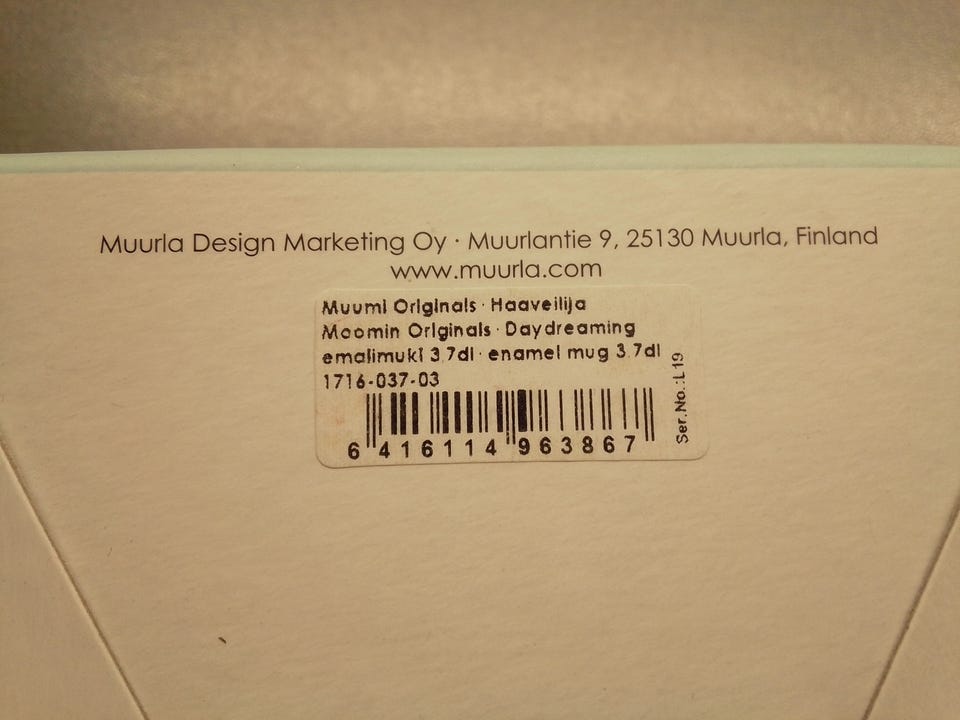 Muurla Design Marketing Oy · Muurlantie 9, 25130 Muurla, Finland
www.muurla.com
Muumi Originals · Haaveilija
Moomin Originals · Daydreaming
emalimuki 3.7dl · enamel mug 3.7dl
1716-037-03
6 416114 963867
Ser.No.:L19